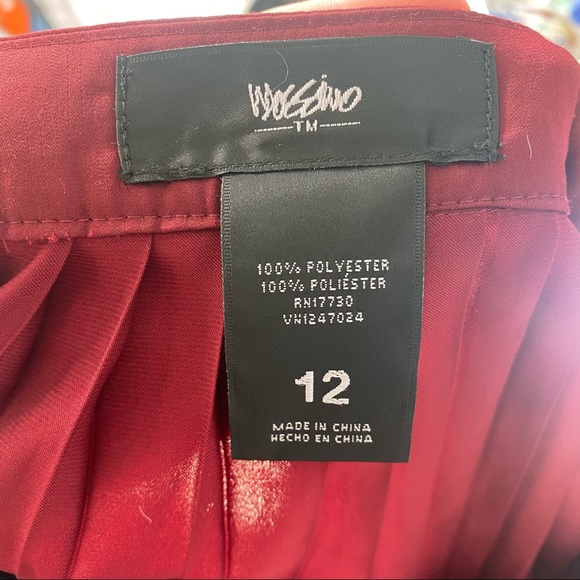 Mossimo
TM
100% POLYESTER
100% POLIÉSTER
RN17730
VN1247024
12
MADE IN CHINA
HECHO EN CHINA